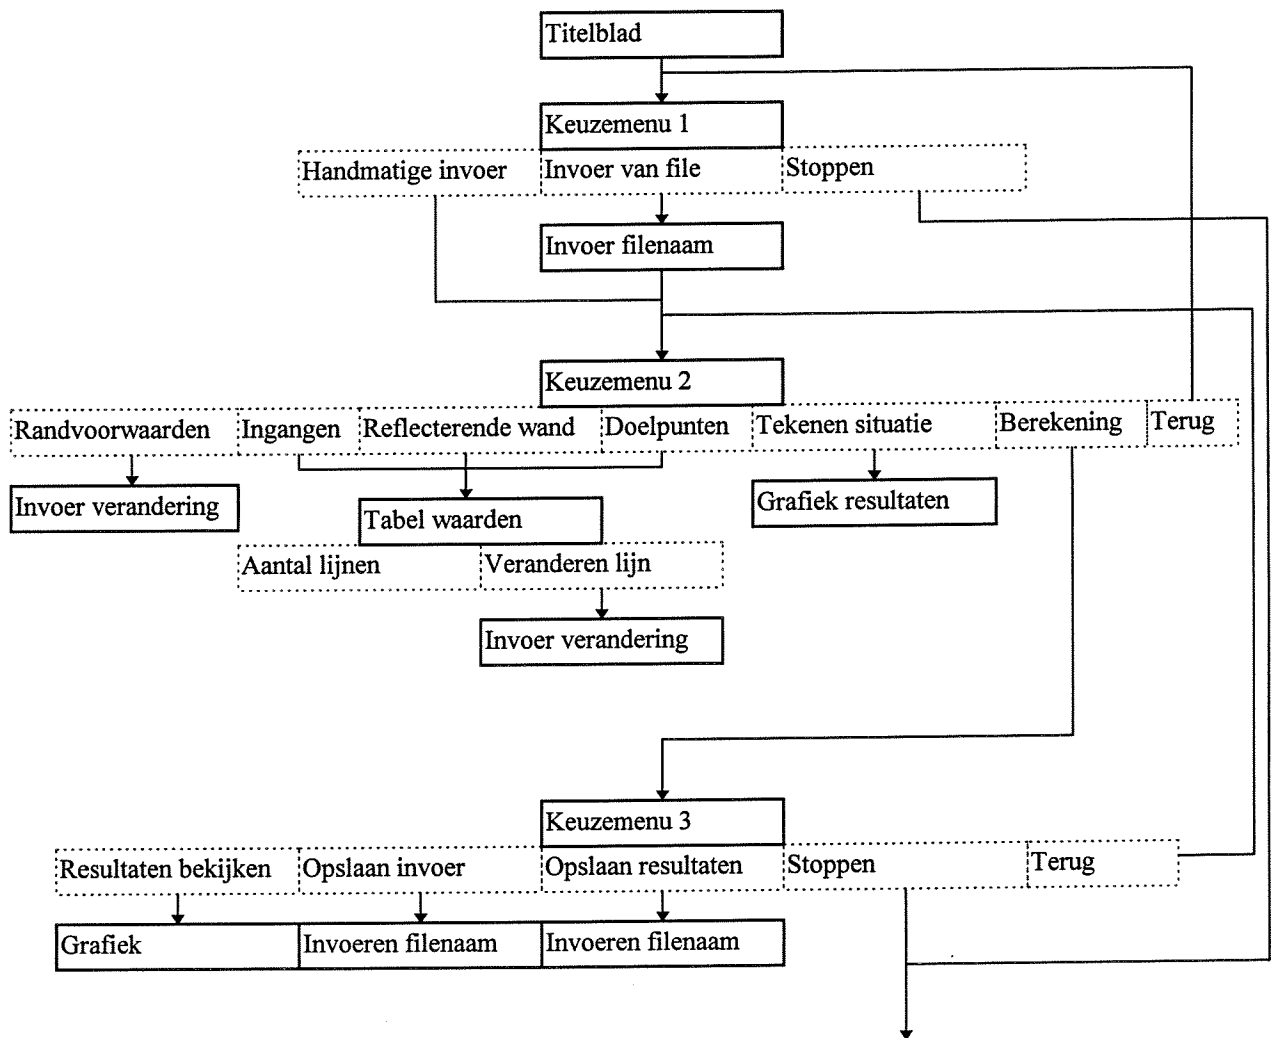 Titelblad
Keuzemenu 1
Handmatige invoer
Invoer van file
Stoppen
Invoer filenaam
Keuzemenu 2
Randvoorwaarden
Ingangen
Reflecterende wand
Doelpunten
Tekenen situatie
Berekening
Terug
Invoer verandering
Tabel waarden
Grafiek resultaten
Aantal lijnen
Veranderen lijn
Invoer verandering
Keuzemenu 3
Resultaten bekijken
Opslaan invoer
Opslaan resultaten
Stoppen
Terug
Grafiek
Invoeren filenaam
Invoeren filenaam